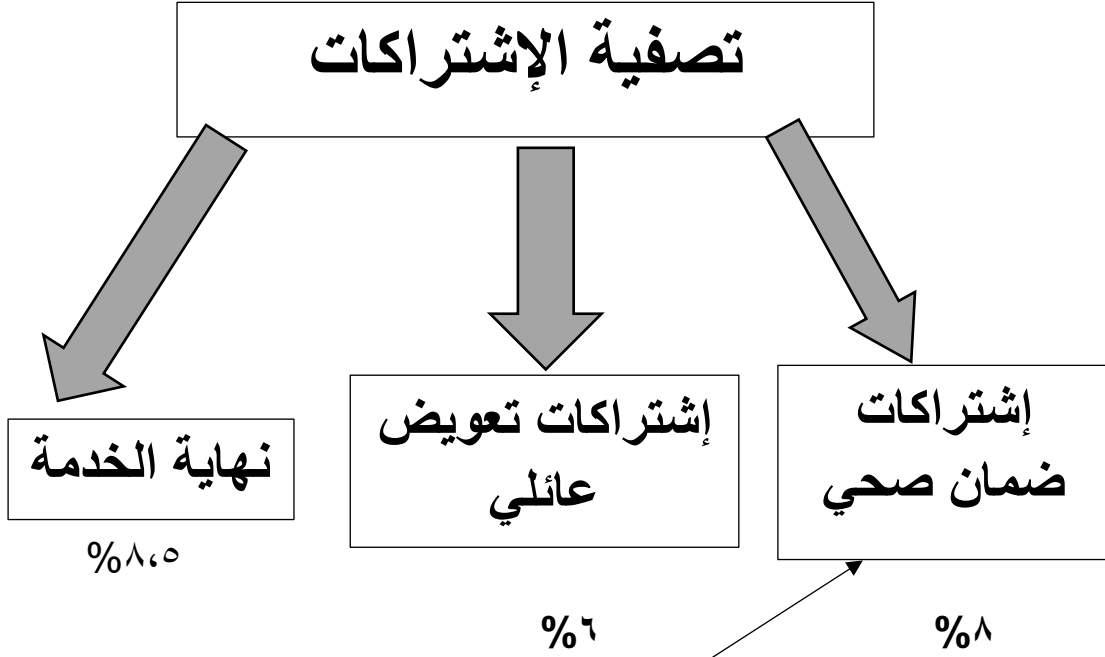 تصفية الإشتراكات
إشتراكات
ضمان صحي
إشتراكات تعويض
عائلي
نهاية الخدمة
%٨،٥
%٦
%٨